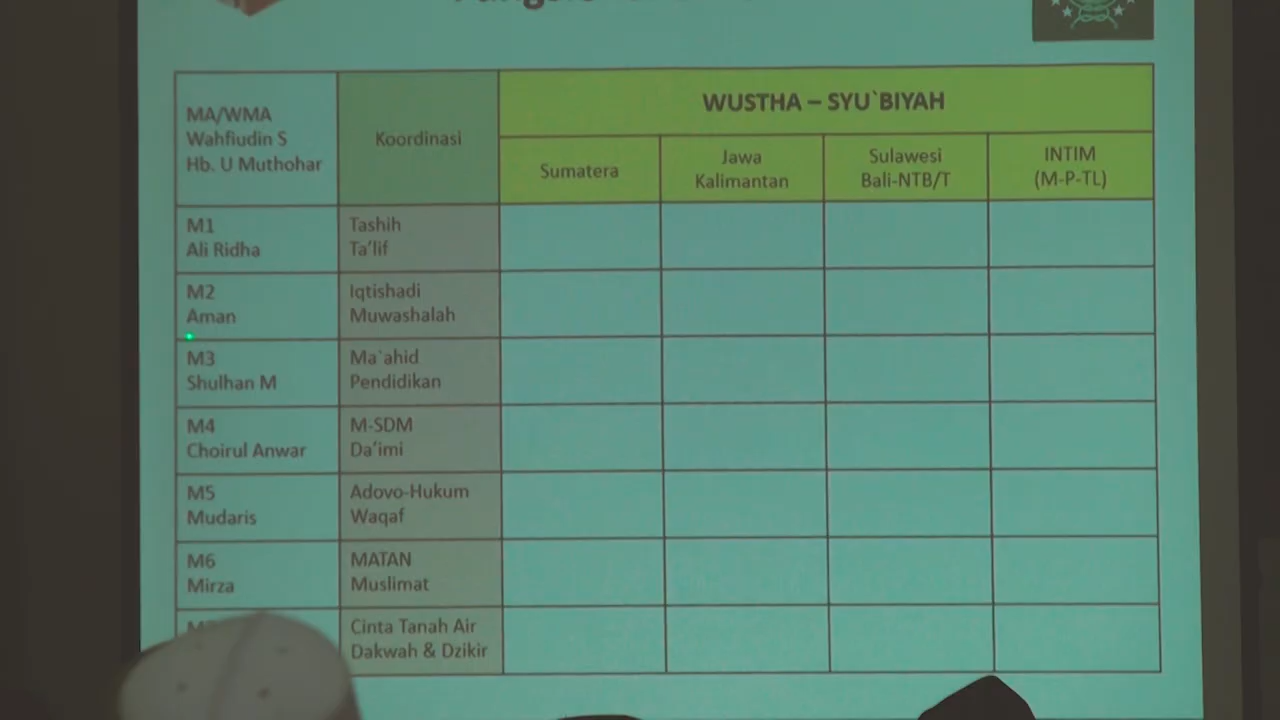 MA/WMA
Wahfiudin S
Hb. U Muthohar
Koordinasi
WUSTHA – SYU`BIYAH
Sumatera
Jawa
Kalimantan
Sulawesi
Bali-NTB/T
INTIM
(M-P-TL)
M1
Ali Ridha
Tashih
Ta'lif
M2
Aman
Iqtishadi
Muwashalah
M3
Shulhan M
Ma`ahid
Pendidikan
M4
Choirul Anwar
M-SDM
Da'imi
M5
Mudaris
Adovo-Hukum
Waqaf
M6
Mirza
MATAN
Muslimat
Cinta Tanah Air
Dakwah & Dzikir